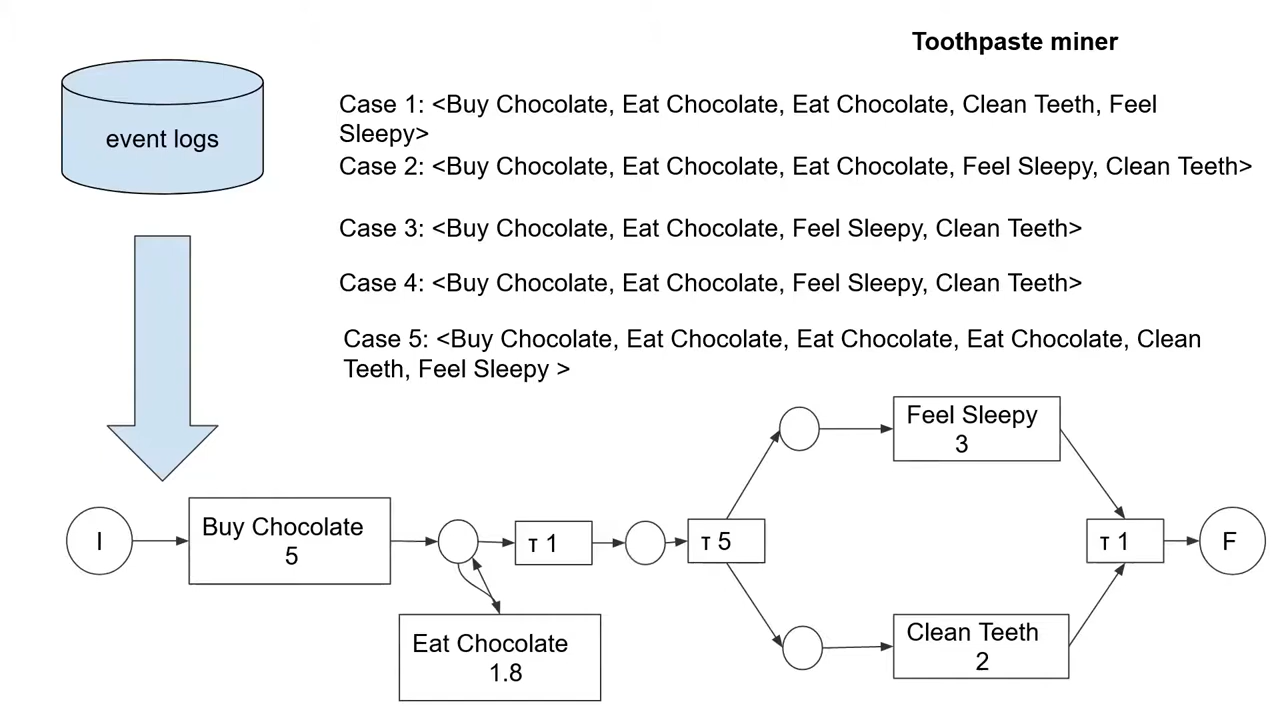 Toothpaste miner
event logs
Case 1: <Buy Chocolate, Eat Chocolate, Eat Chocolate, Clean Teeth, Feel
Sleepy>
Case 2: <Buy Chocolate, Eat Chocolate, Eat Chocolate, Feel Sleepy, Clean Teeth>
Case 3: <Buy Chocolate, Eat Chocolate, Feel Sleepy, Clean Teeth>
Case 4: <Buy Chocolate, Eat Chocolate, Feel Sleepy, Clean Teeth>
Case 5: <Buy Chocolate, Eat Chocolate, Eat Chocolate, Eat Chocolate, Clean
Teeth, Feel Sleepy >
I
Buy Chocolate
5
Eat Chocolate
1.8
τ 1
τ 5
Feel Sleepy
3
Clean Teeth
2
τ 1
F